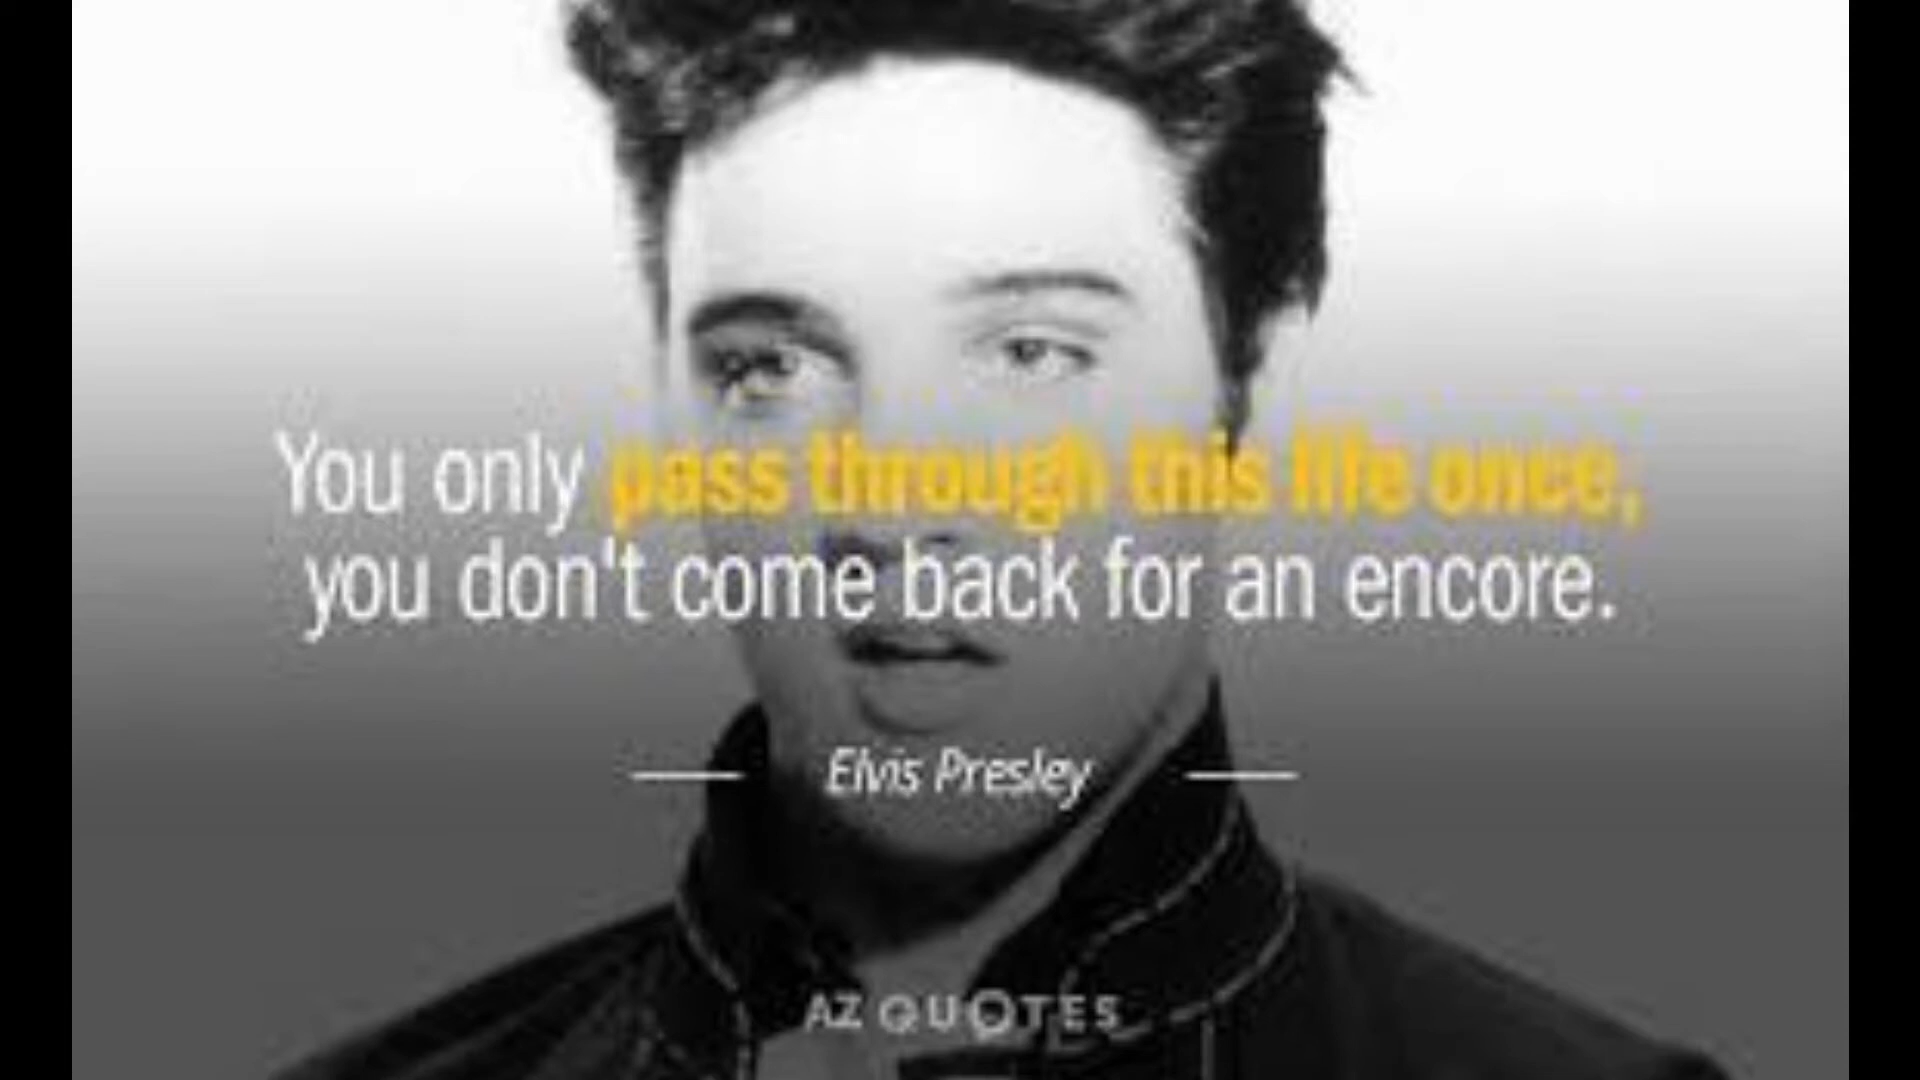 You only pass through this life once,
you don't come back for an encore.
Elvis Presley
AZ QUOTES